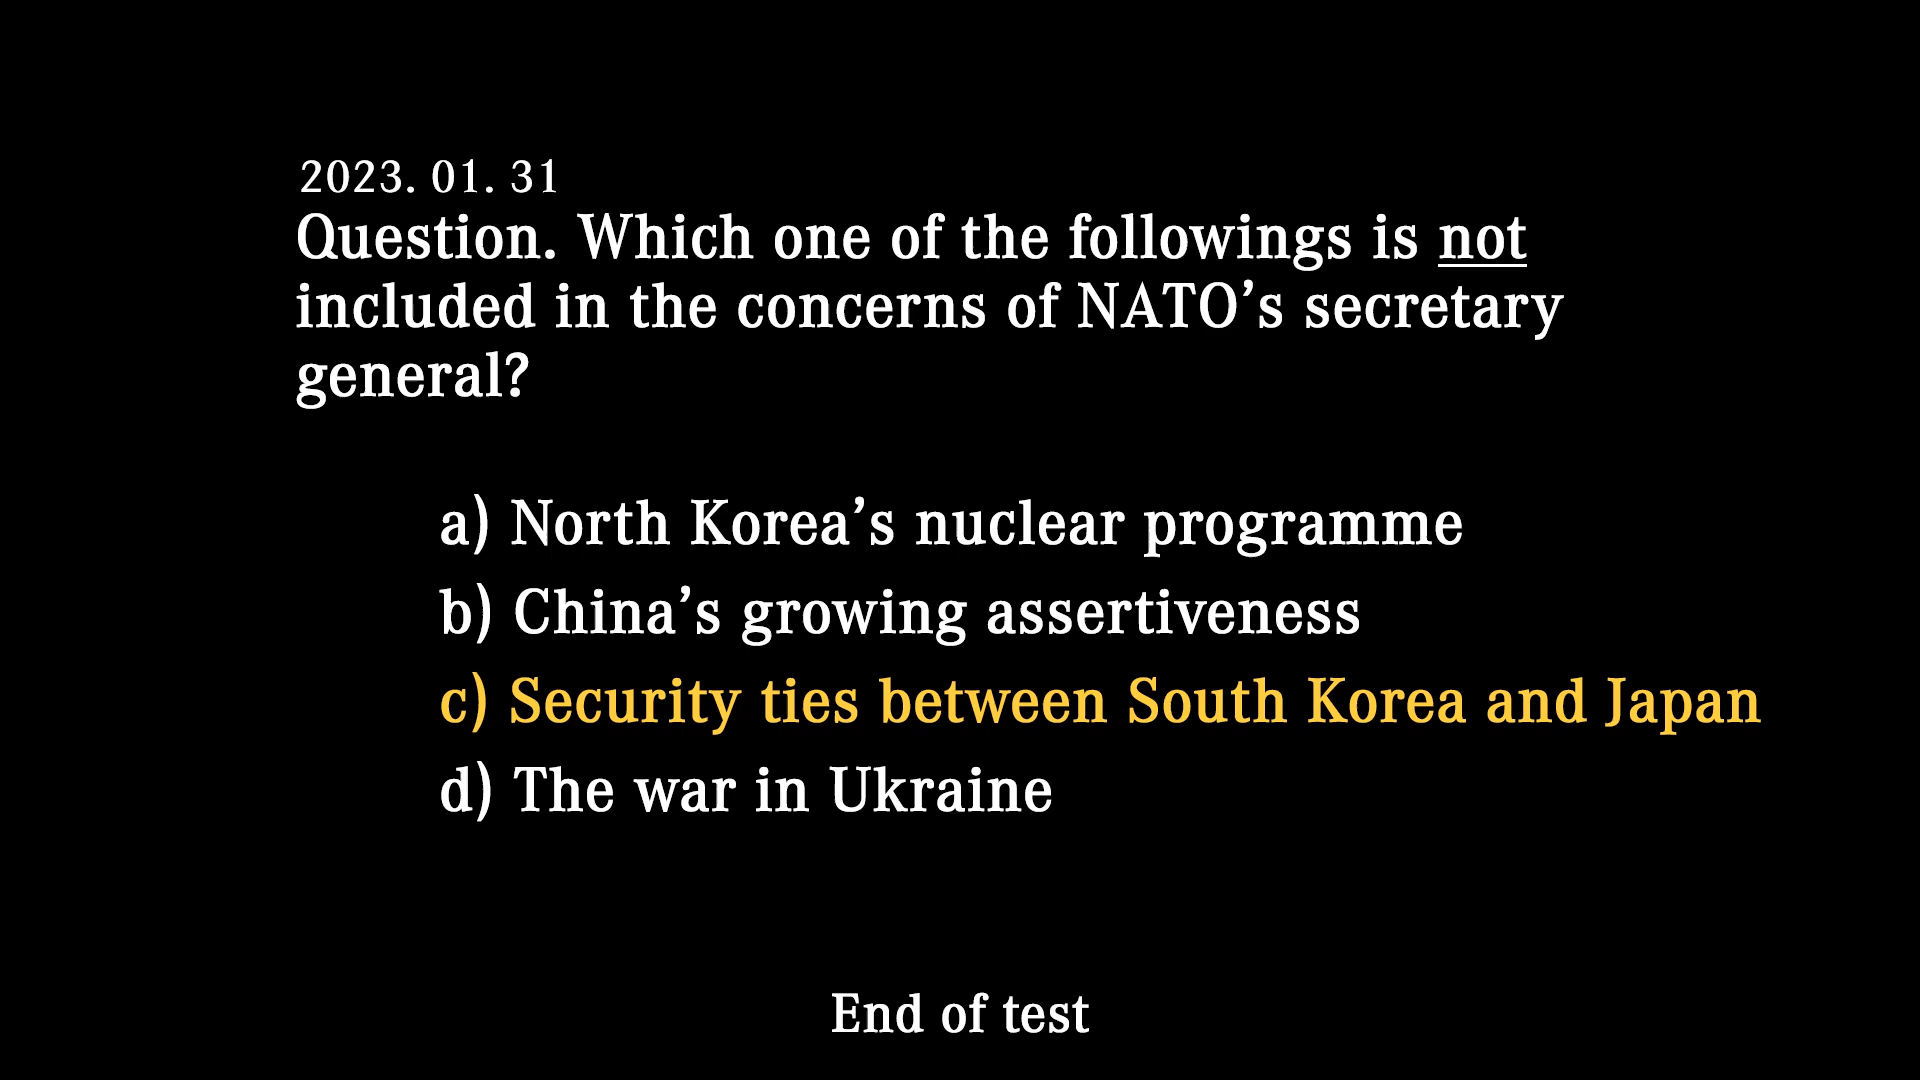 2023. 01. 31
Question. Which one of the followings is not
included in the concerns of NATO’s secretary
general?
a) North Korea’s nuclear programme
b) China’s growing assertiveness
c) Security ties between South Korea and Japan
d) The war in Ukraine
End of test